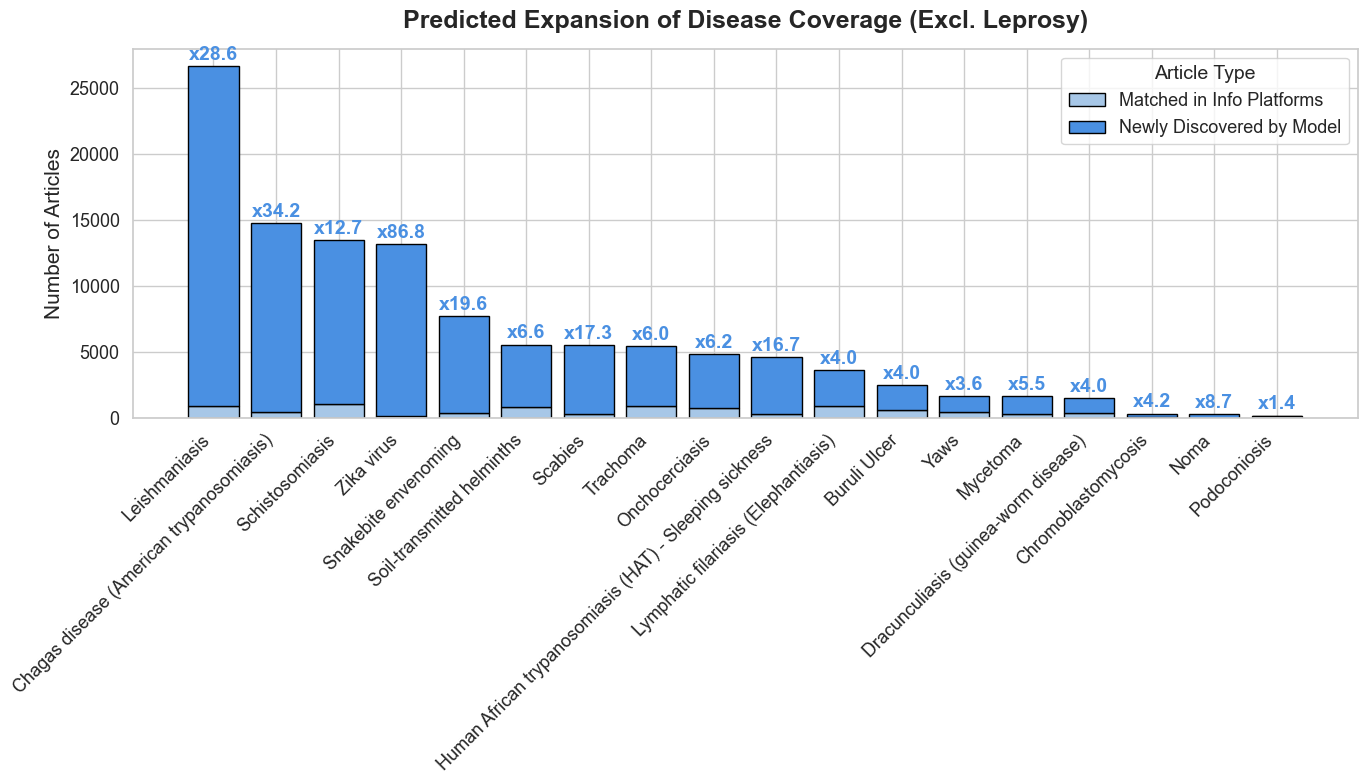 Predicted Expansion of Disease Coverage (Excl. Leprosy)
Number of Articles
25000
20000
15000
10000
5000
0
Article Type
Matched in Info Platforms
Newly Discovered by Model
x28.6
x34.2
x12.7
x86.8
x19.6
x6.6
x17.3
x6.0
x6.2
x16.7
x4.0
x4.0
x3.6
x5.5
x4.0
x4.2
x8.7
x1.4
Leishmaniasis
Chagas disease (American trypanosomiasis)
Schistosomiasis
Zika virus
Snakebite envenoming
Soil-transmitted helminths
Scabies
Trachoma
Onchocerciasis
Human African trypanosomiasis (HAT) - Sleeping sickness
Lymphatic filariasis (Elephantiasis)
Buruli Ulcer
Yaws
Mycetoma
Dracunculiasis (guinea-worm disease)
Chromoblastomycosis
Noma
Podoconiosis